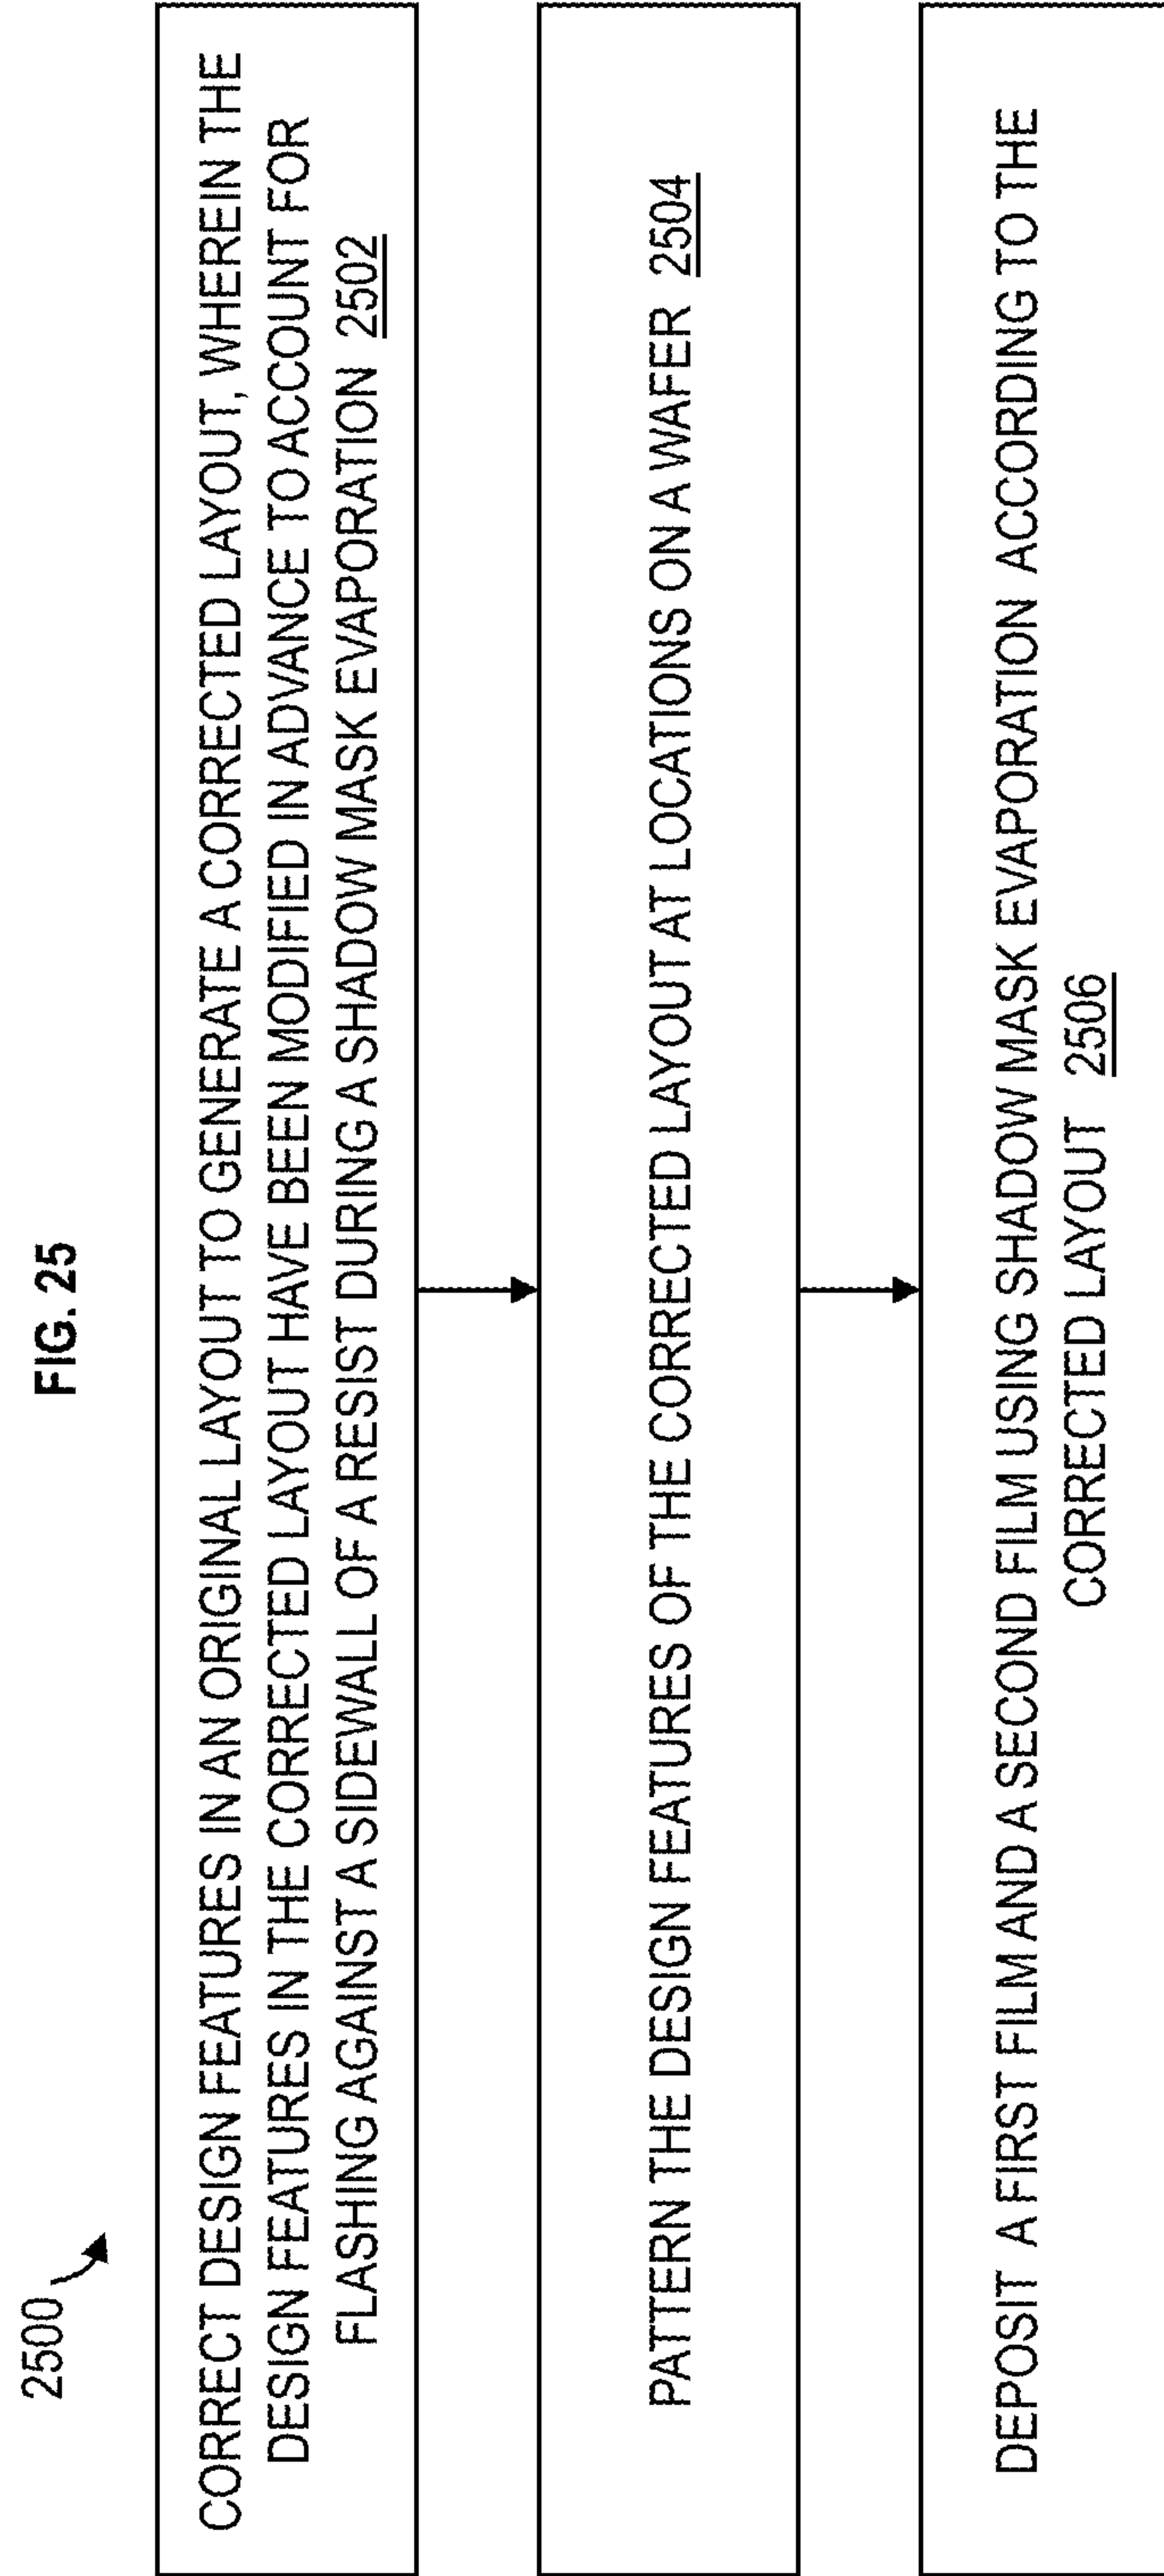 FIG. 25
2500
CORRECT DESIGN FEATURES IN AN ORIGINAL LAYOUT TO GENERATE A CORRECTED LAYOUT, WHEREIN THE
DESIGN FEATURES IN THE CORRECTED LAYOUT HAVE BEEN MODIFIED IN ADVANCE TO ACCOUNT FOR
FLASHING AGAINST A SIDEWALL OF A RESIST DURING A SHADOW MASK EVAPORATION 2502
PATTERN THE DESIGN FEATURES OF THE CORRECTED LAYOUT AT LOCATIONS ON A WAFER 2504
DEPOSIT A FIRST FILM AND A SECOND FILM USING SHADOW MASK EVAPORATION ACCORDING TO THE
CORRECTED LAYOUT 2506